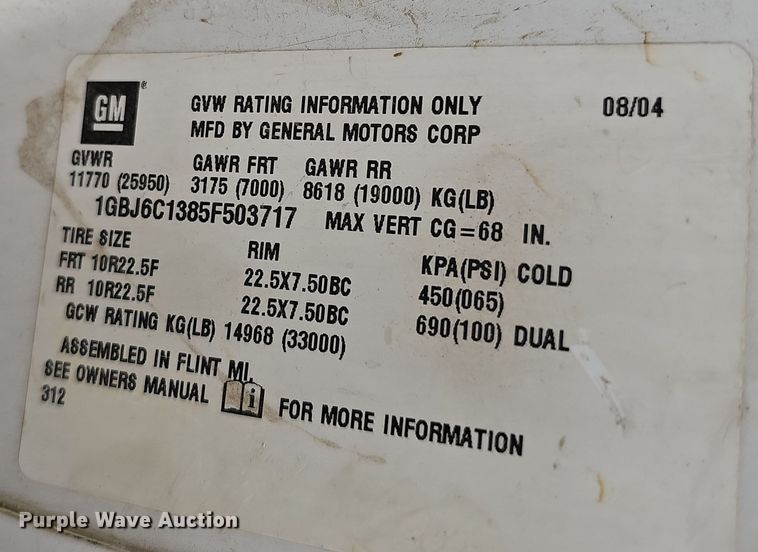 GM ® GVW RATING INFORMATION ONLY 08/04
MFD BY GENERAL MOTORS CORP
GVWR GAWR FRT GAWR RR
11770 (25950) 3175 (7000) 8618 (19000) KG(LB)
1GBJ6C1385F503717 MAX VERT CG=68 IN.
TIRE SIZE RIM KPA(PSI) COLD
FRT 10R22.5F 22.5X7.50BC 450(065)
RR 10R22.5F 22.5X7.50BC 690(100) DUAL
GCW RATING KG(LB) 14968 (33000)
ASSEMBLED IN FLINT MI.
SEE OWNERS MANUAL i FOR MORE INFORMATION
312
Purple Wave Auction